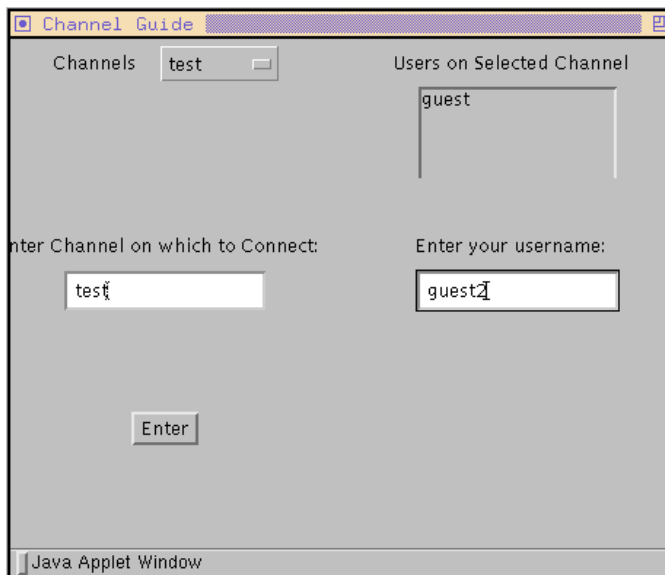 Channel Guide
Channels test Users on Selected Channel
guest
nter Channel on which to Connect: Enter your username:
test guest2
Enter
Java Applet Window